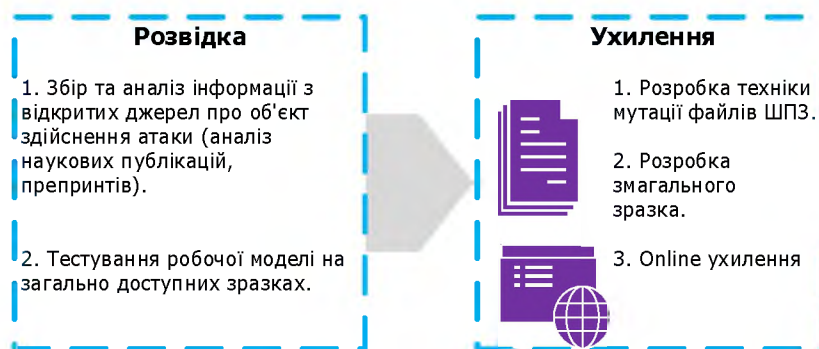 Розвідка
1. Збір та аналіз інформації з
відкритих джерел про об'єкт
здійснення атаки (аналіз
наукових публікацій,
препринтів).
2. Тестування робочої моделі на
загально доступних зразках.
Ухилення
1. Розробка техніки
мутації файлів ШПЗ.
2. Розробка
змагального
зразка.
3. Online ухилення